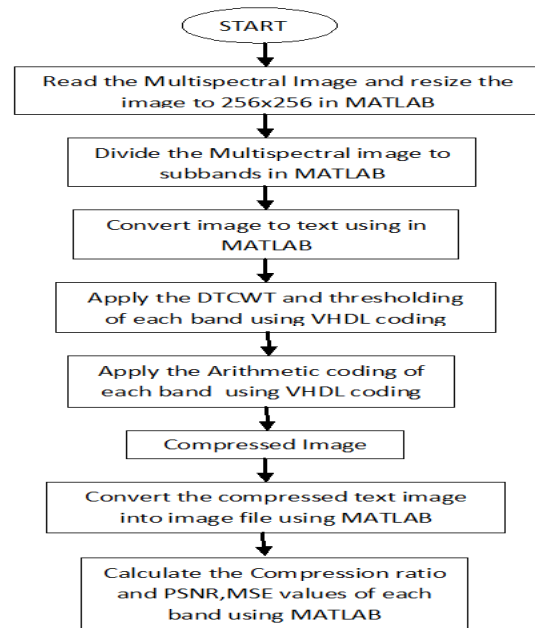 START
Read the Multispectral Image and resize the
image to 256x256 in MATLAB
Divide the Multispectral image to
subbands in MATLAB
Convert image to text using in
MATLAB
Apply the DTCWT and thresholding
of each band using VHDL coding
Apply the Arithmetic coding of
each band using VHDL coding
Compressed Image
Convert the compressed text image
into image file using MATLAB
Calculate the Compression ratio
and PSNR,MSE values of each
band using MATLAB